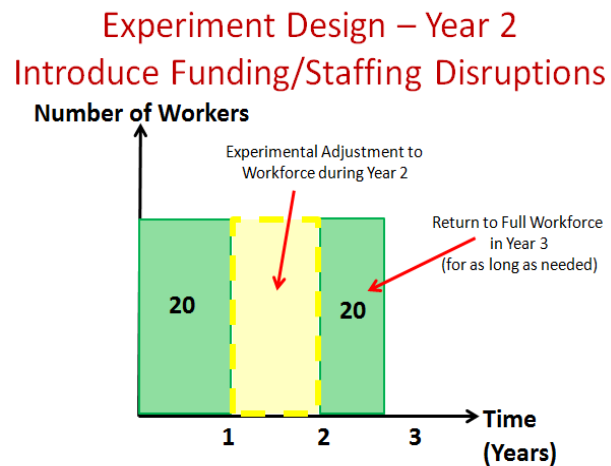 Experiment Design – Year 2
Introduce Funding/Staffing Disruptions
Number of Workers
Experimental Adjustment to
Workforce during Year 2
Return to Full Workforce
in Year 3
(for as long as needed)
20
20
1 2 3
Time
(Years)